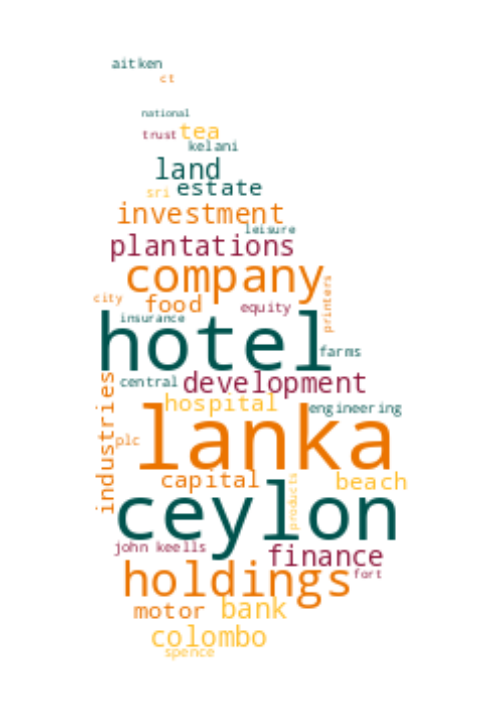 aitken
ct
national
trust tea
kelani
land
sri estate
investment
leisure
plantations
company
city food equity printers
insurance
hotel
farms
central development
hospital
industries engineering
lanka
plc
capital beach
products
ceylon
john keells finance
fort
holdings
motor bank
colombo
spence